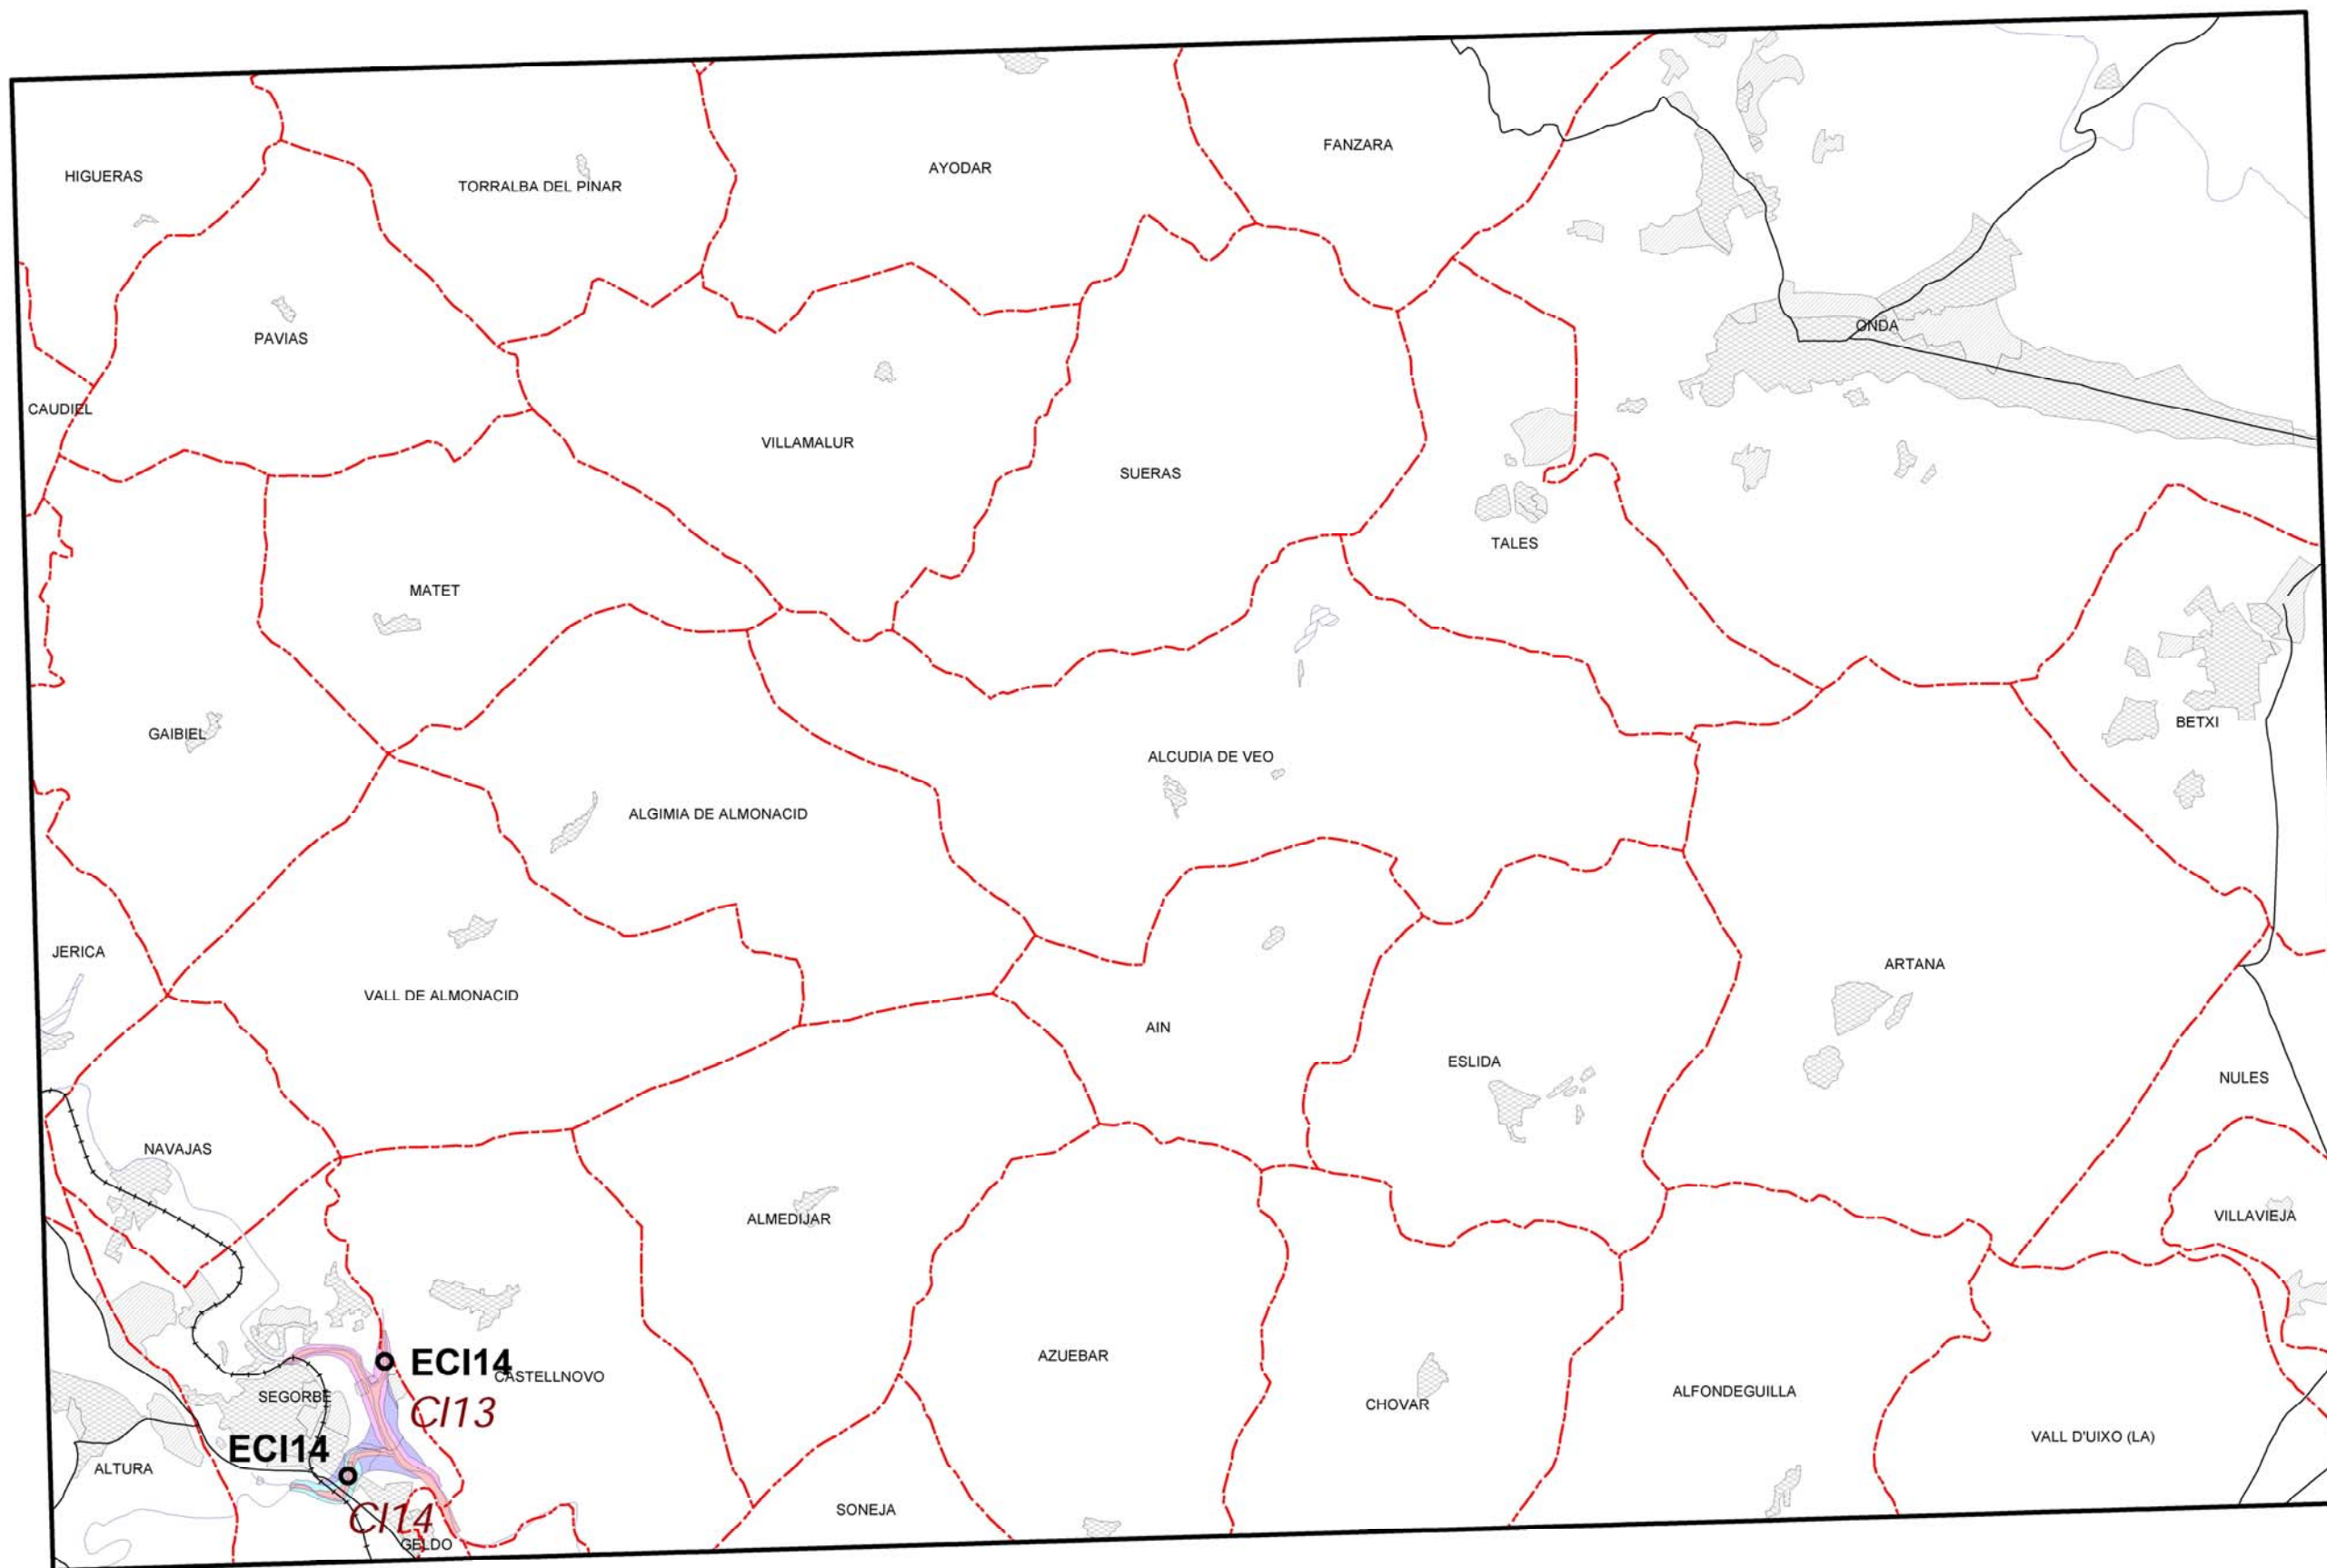 FANZARA
AYODAR
HIGUERAS
TORRALBA DEL PINAR
ONDA
PAVIAS
CAUDIEL
VILLAMALUR
SUERAS
TALES
MATET
BETXI
GAIBIEL
ALCUDIA DE VEO
ALGIMIA DE ALMONACID
JERICA
ARTANA
VALL DE ALMONACID
AIN
ESLIDA
NULES
NAVAJAS
ALMEDIJAR
VILLAVIEJA
AZUEBAR
ECI14
CASTELLNOVO
SEGORBE
ALFONDEGUILLA
CHOVAR
CI13
VALL D'UIXO (LA)
ECI14
ALTURA
SONEJA
CI14
GELDO